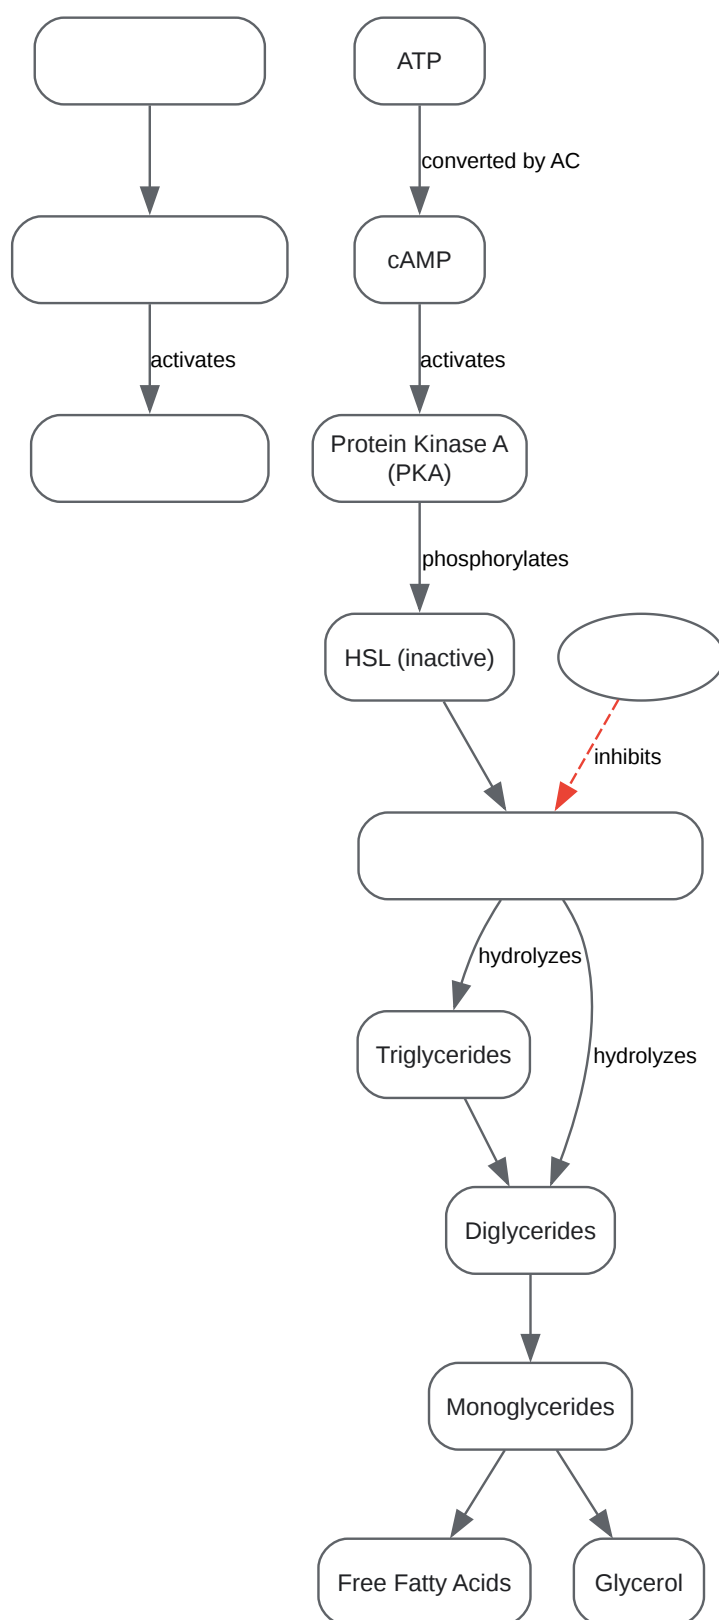 ATP
converted by AC
cAMP
activates
activates
Protein Kinase A
(PKA)
phosphorylates
HSL (inactive)
inhibits
hydrolyzes
Triglycerides
hydrolyzes
Diglycerides
Monoglycerides
Free Fatty Acids
Glycerol